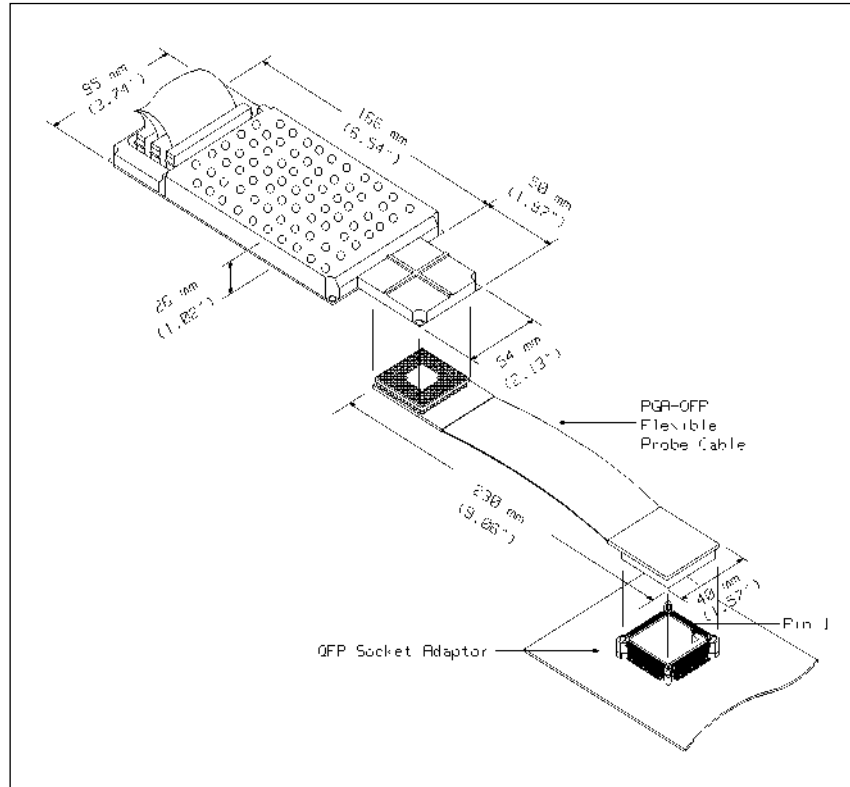 95 mm
(3.74")
166 mm
(6.54")
50 mm
(1.97")
26 mm
(1.02")
54 mm
(2.13")
PGA-QFP
Flexible
Probe Cable
230 mm
(9.06")
40 mm
(1.57")
Pin 1
QFP Socket Adaptor